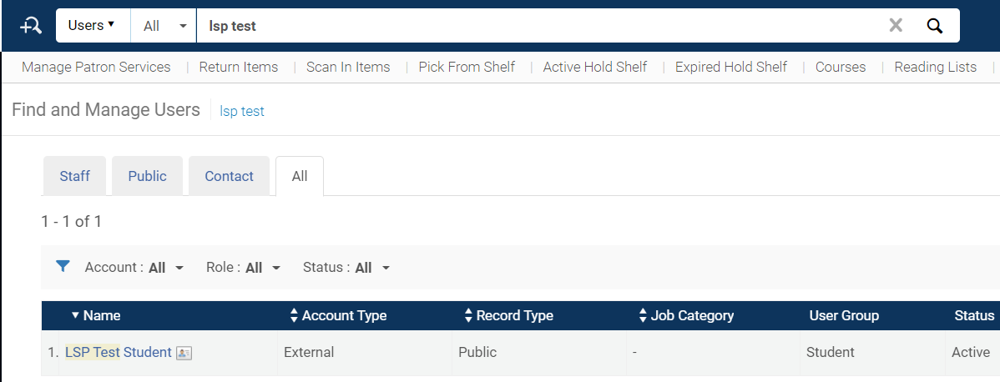 Users All lsp test
Manage Patron Services | Return Items | Scan In Items | Pick From Shelf | Active Hold Shelf | Expired Hold Shelf | Courses | Reading Lists |
Find and Manage Users lsp test
Staff Public Contact All
1 - 1 of 1
Account : All Role : All Status : All
Name Account Type Record Type Job Category User Group Status
1. LSP Test Student External Public - Student Active